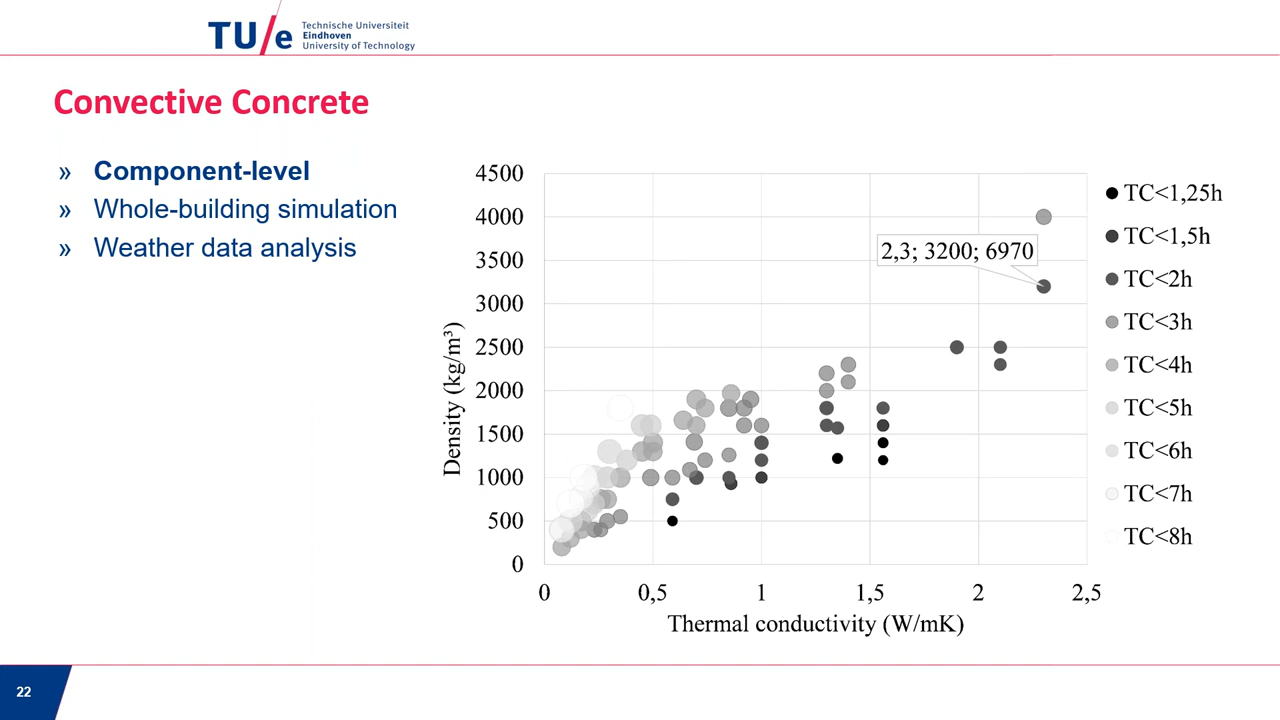 TU/e
Technische Universiteit
Eindhoven
University of Technology
Convective Concrete
» Component-level
» Whole-building simulation
» Weather data analysis
4500
4000
3500
3000
2500
2000
1500
1000
500
0
Density (kg/m³)
2,3; 3200; 6970
0 0,5 1 1,5 2 2,5
Thermal conductivity (W/mK)
TC<1,25h
TC<1,5h
TC<2h
TC<3h
TC<4h
TC<5h
TC<6h
TC<7h
TC<8h
22